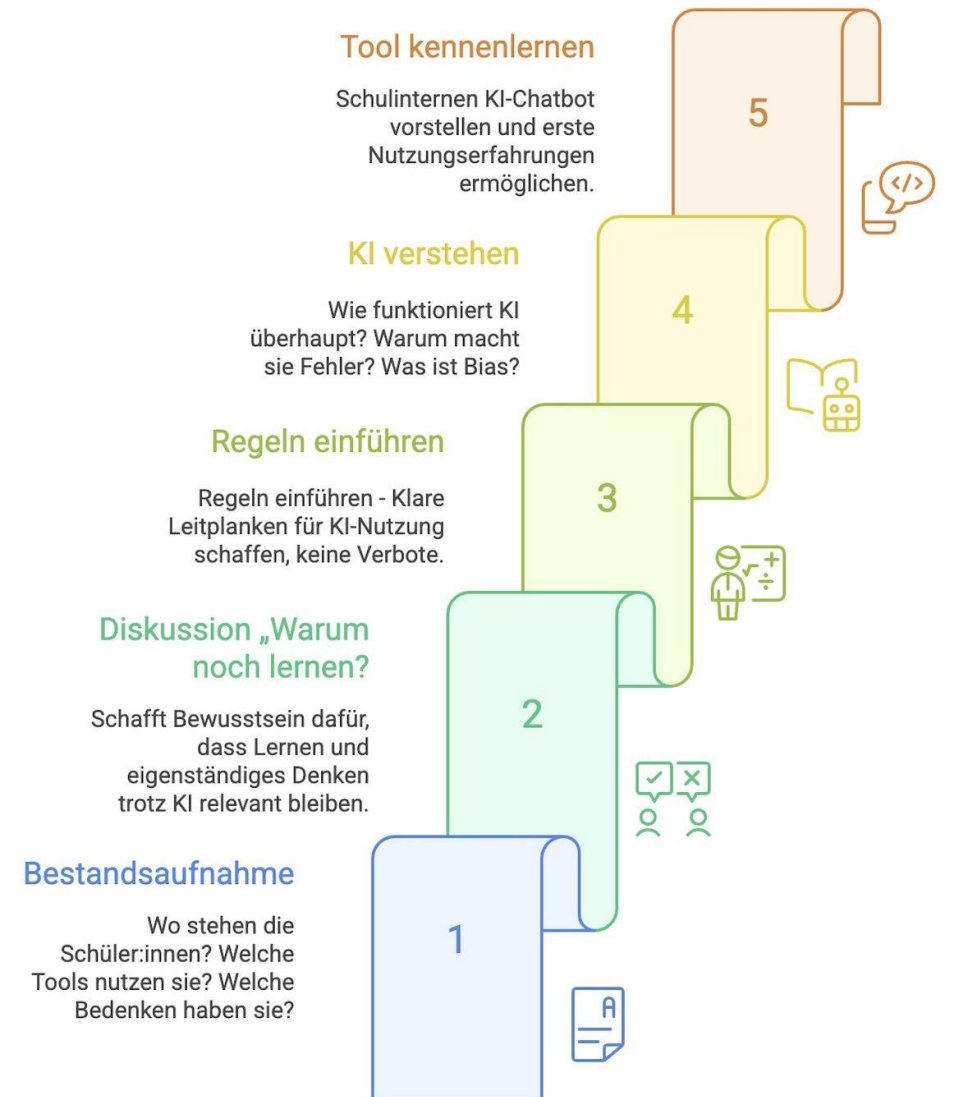 Tool kennenlernen
Schulinternen KI-Chatbot
vorstellen und erste
Nutzungserfahrungen
ermöglichen.
5
</>
KI verstehen
Wie funktioniert KI
überhaupt? Warum macht
sie Fehler? Was ist Bias?
4
Regeln einführen
Regeln einführen - Klare
Leitplanken für KI-Nutzung
schaffen, keine Verbote.
3
√ + ÷
Diskussion „Warum
noch lernen?
Schafft Bewusstsein dafür,
dass Lernen und
eigenständiges Denken
trotz KI relevant bleiben.
2
Bestandsaufnahme
Wo stehen die
Schüler:innen? Welche
Tools nutzen sie? Welche
Bedenken haben sie?
1
A